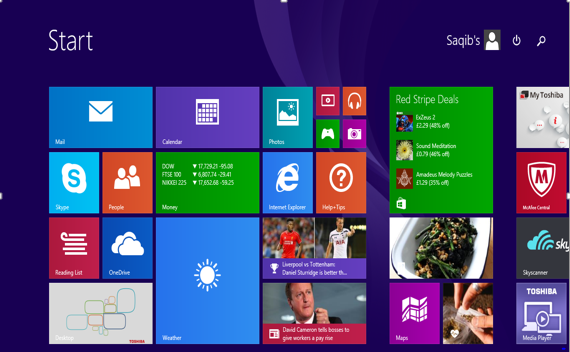 Start
Saqib's
Mail
Calendar
Photos
Red Stripe Deals
ExZeus 2
£2.29 (48% off)
Sound Meditation
£0.79 (46% off)
Amadeus Melody Puzzles
£1.29 (35% off)
My Toshiba
Skype
People
DOW ▼ 17,729.21 -95.08
FTSE 100 ▼ 6,807.74 -29.41
NIKKEI 225 ▼ 17,652.68 -59.25
Money
Internet Explorer
Help+Tips
McAfee Central
Reading List
OneDrive
Weather
Liverpool vs Tottenham:
Daniel Sturridge is better th...
sky
Skyscanner
Desktop
TOSHIBA
David Cameron tells bosses to
give workers a pay rise
Maps
TOSHIBA
Media Player